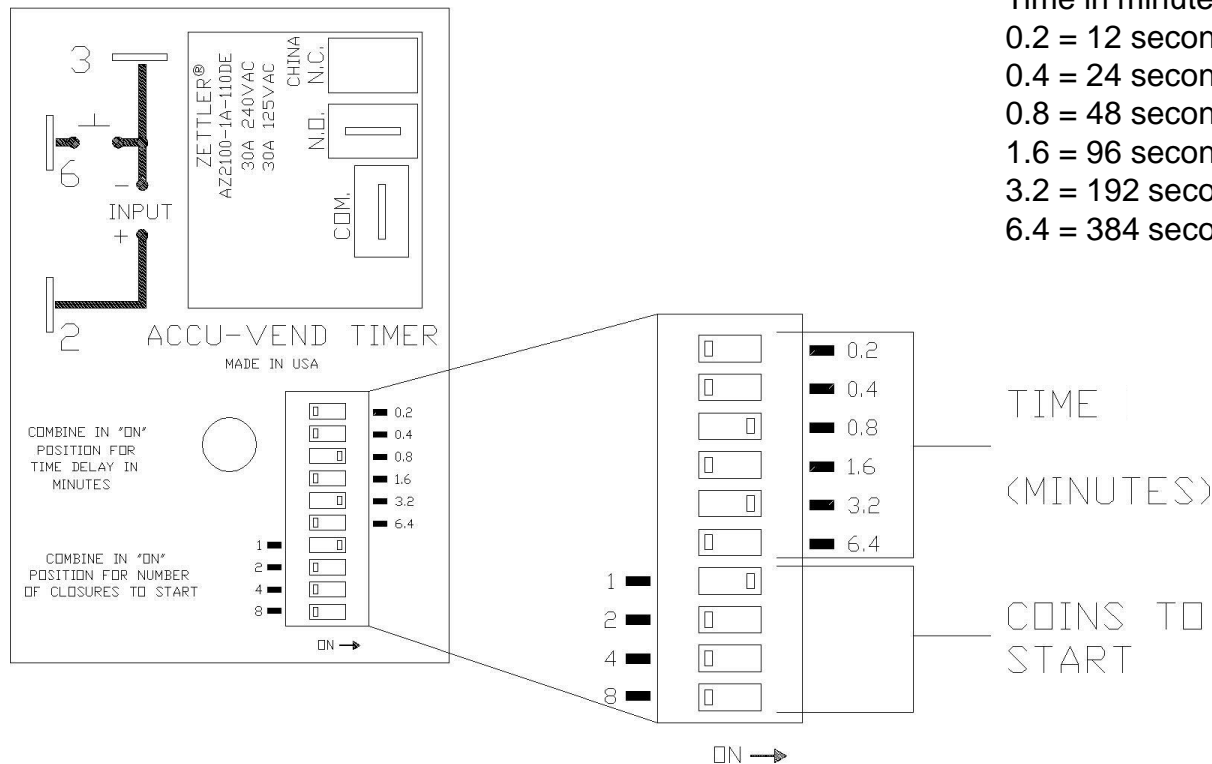 Time in minute
0.2 = 12 secon
0.4 = 24 secon
0.8 = 48 secon
1.6 = 96 secon
3.2 = 192 seco
6.4 = 384 seco
3
6
-
INPUT
+
2
ZETTLER®
AZ2100-1A-110DE
30A 240VAC
30A 125VAC
CHINA
N.C.
N.O.
COM.
ACCU-VEND TIMER
MADE IN USA
COMBINE IN "ON"
POSITION FOR
TIME DELAY IN
MINUTES
0.2
0.4
0.8
1.6
3.2
6.4
COMBINE IN "ON"
POSITION FOR NUMBER
OF CLOSURES TO START
1
2
4
8
ON
0.2
0.4
0.8
1.6
3.2
6.4
TIME
(MINUTES)
1
2
4
8
COINS TO
START
ON